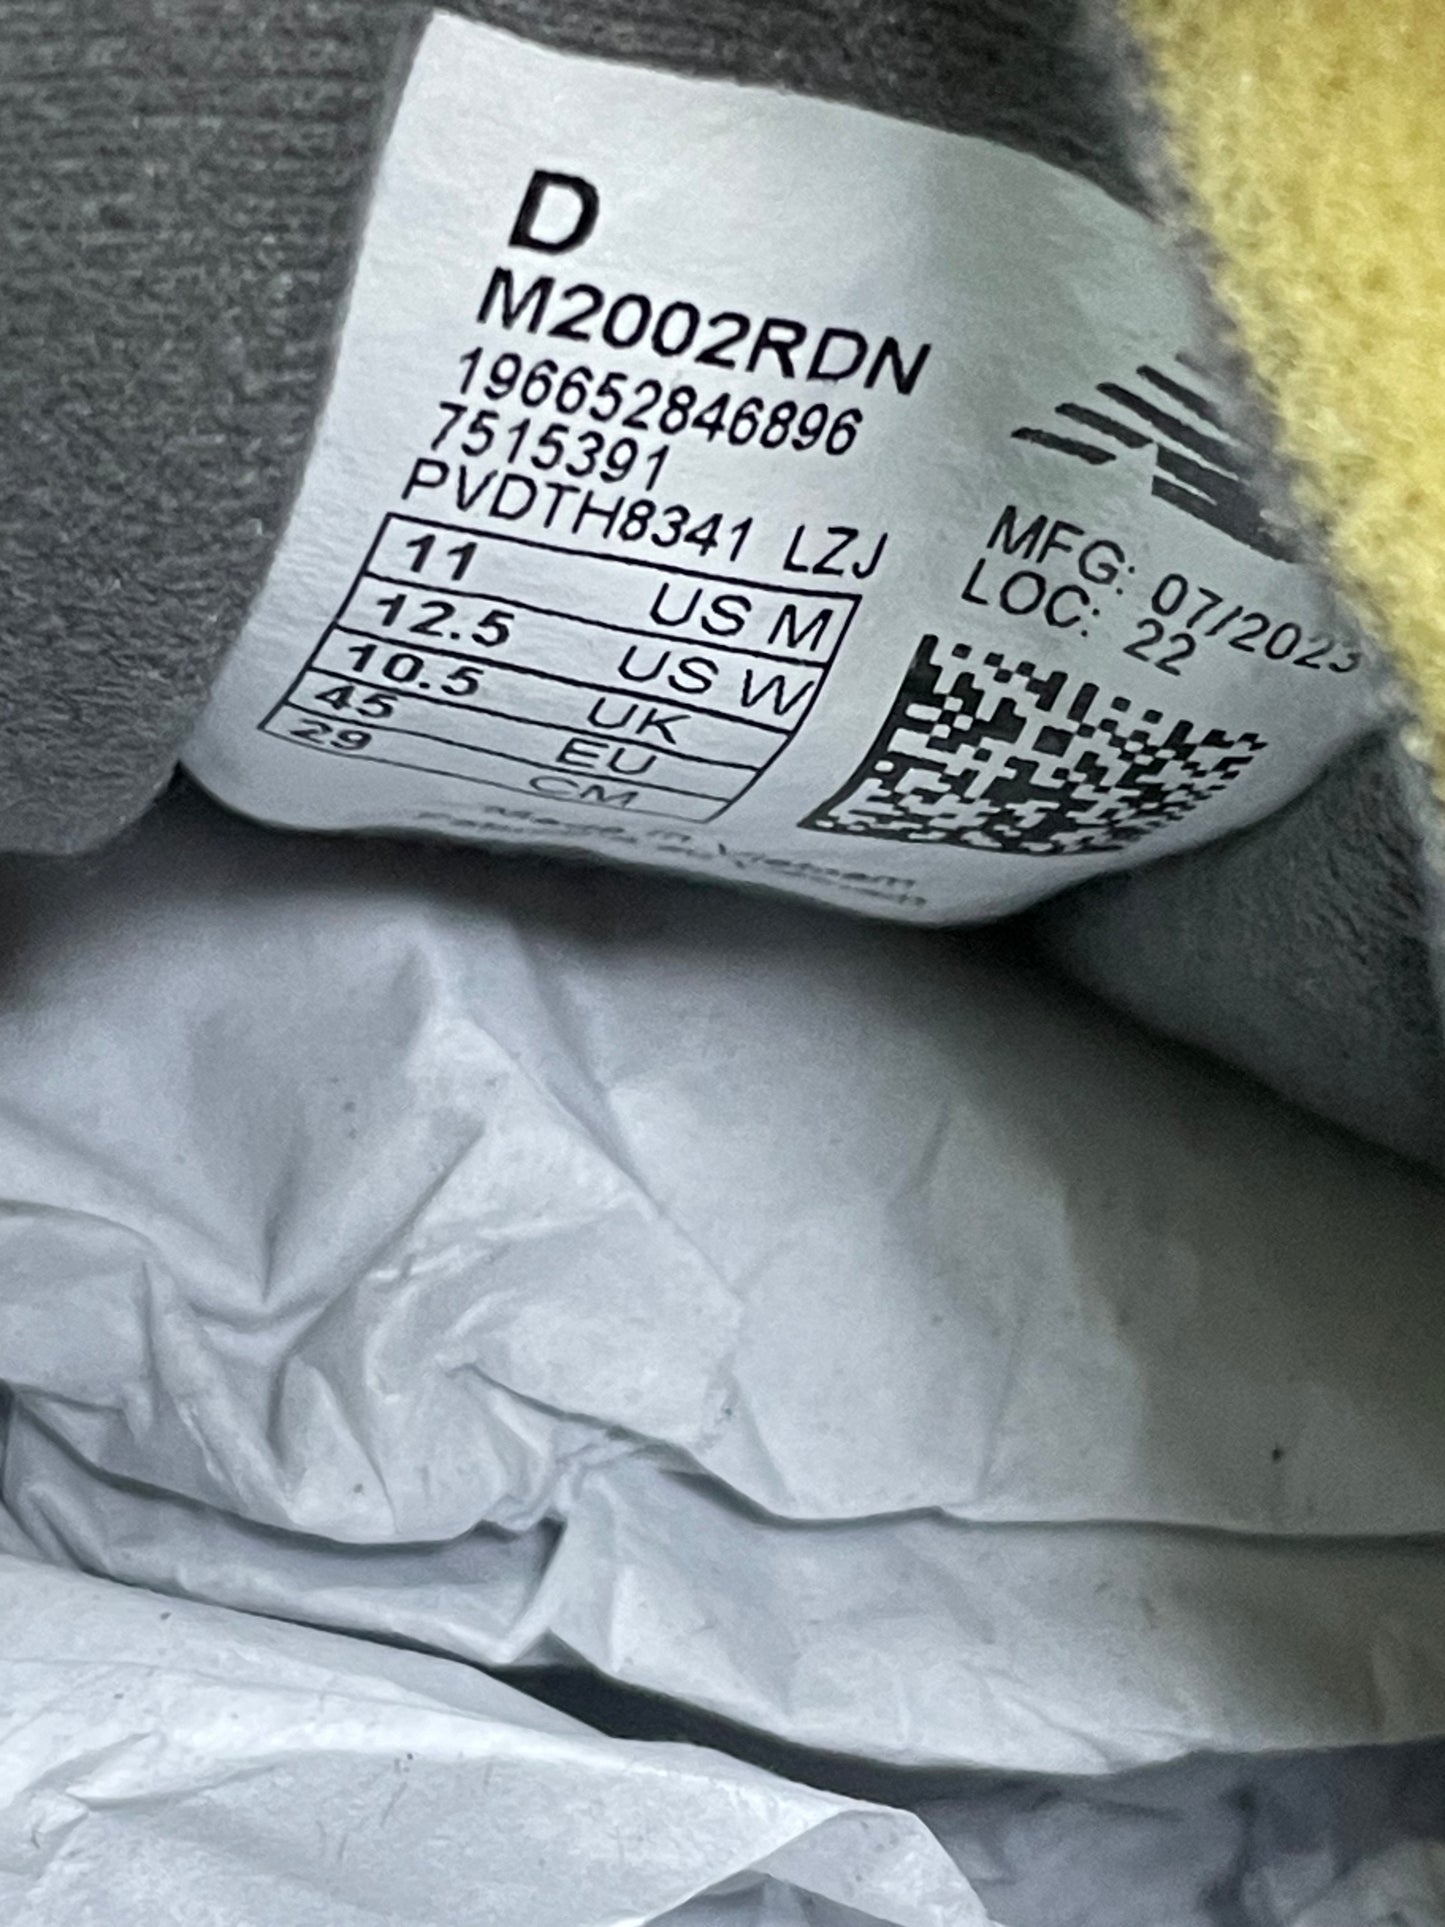 D
M2002RDN
196652846896
7515391
PVDTH8341 LZJ
11 US M
12.5 US W
10.5 UK
45 EU
29 CM
Made in Vietnam
MFG: 07/2023
LOC: 22